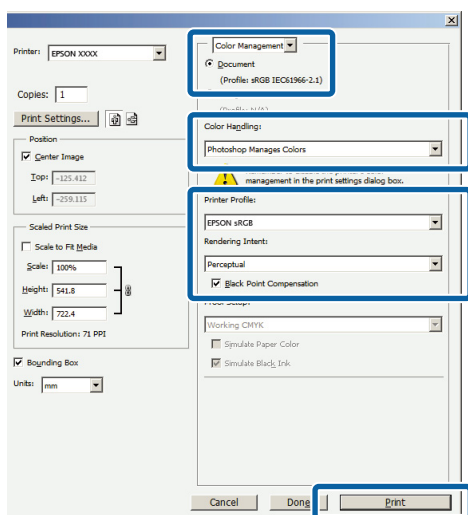 Printer: EPSON XXXX
Copies: 1
Print Settings...
Position
Center Image
Top: -125.412
Left: -259.115
Scaled Print Size
Scale to Fit Media
Scale: 100%
Height: 541.8
Width: 722.4
Print Resolution: 71 PPI
Bounding Box
Units: mm
Color Management
Document
(Profile: sRGB IEC61966-2.1)
Color Handling:
Photoshop Manages Colors
management in the print settings dialog box.
Printer Profile:
EPSON sRGB
Rendering Intent:
Perceptual
Black Point Compensation
Working CMYK
Simulate Paper Color
Simulate Black Ink
Cancel
Done
Print